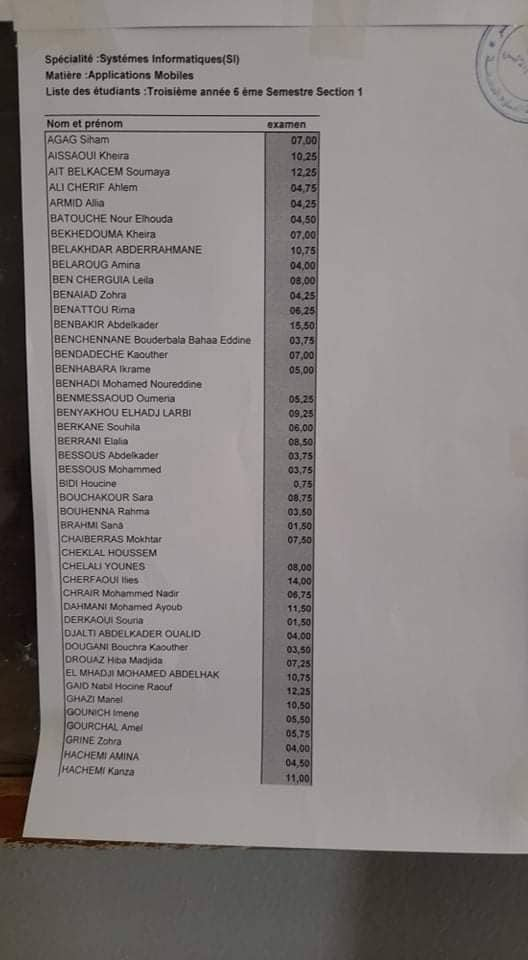 Spécialité :Systémes Informatiques(SI)
Matière :Applications Mobiles
Liste des étudiants :Troisième année 6 éme Semestre Section 1
Nom et prénom examen
AGAG Siham 07,00
AISSAOUI Kheira 10,25
AIT BELKACEM Soumaya 12,25
ALI CHERIF Ahlem 04,75
ARMID Allia 04,25
BATOUCHE Nour Elhouda 04,50
BEKHEDOUMA Kheira 07,00
BELAKHDAR ABDERRAHMANE 10,75
BELAROUG Amina 04,00
BEN CHERGUIA Leila 08,00
BENAIAD Zohra 04,25
BENATTOU Rima 06,25
BENBAKIR Abdelkader 15,50
BENCHENNANE Bouderbala Bahaa Eddine 03,75
BENDADECHE Kaouther 07,00
BENHABARA Ikrame 05,00
BENHADI Mohamed Noureddine
BENMESSAOUD Oumeria 05,25
BENYAKHOU ELHADJ LARBI 09,25
BERKANE Souhila 06,00
BERRANI Elalia 08,50
BESSOUS Abdelkader 03,75
BESSOUS Mohammed 03,75
BIDI Houcine 0,75
BOUCHAKOUR Sara 08,75
BOUHENNA Rahma 03,50
BRAHMI Sana 01,50
CHAIBERRAS Mokhtar 07,50
CHEKLAL HOUSSEM
CHELALI YOUNES 08,00
CHERFAOUI Ilies 14,00
CHRAIR Mohammed Nadir 06,75
DAHMANI Mohamed Ayoub 11,50
DERKAOUI Souria 01,50
DJALTI ABDELKADER OUALID 04,00
DOUGANI Bouchra Kaouther 03,50
DROUAZ Hiba Madjida 07,25
EL MHADJI MOHAMED ABDELHAK 10,75
GAID Nabil Hocine Raouf 12,25
GHAZI Manel 10,50
GOUNICH Imene 05,50
GOURCHAL Amel 05,75
GRINE Zohra 04,00
HACHEMI AMINA 04,50
HACHEMI Kanza 11,00